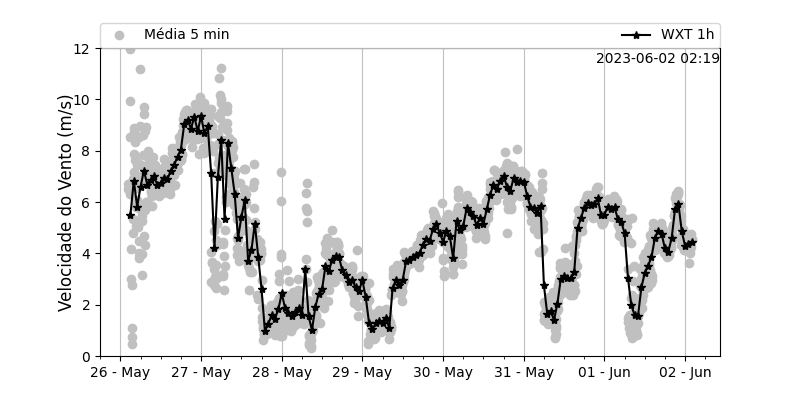 Média 5 min
WXT 1h
2023-06-02 02:19
Velocidade do Vento (m/s)
12
10
8
6
4
2
0
26 - May
27 - May
28 - May
29 - May
30 - May
31 - May
01 - Jun
02 - Jun